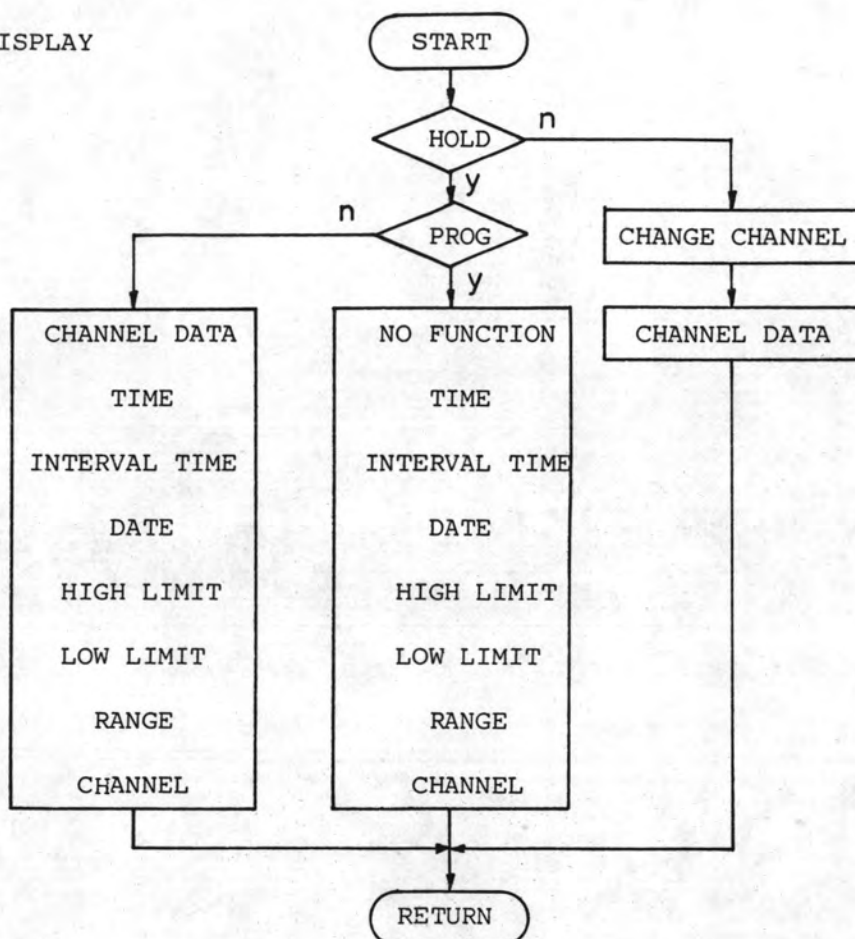 ISPLAY
START
HOLD
n
y
n
PROG
y
CHANGE CHANNEL
CHANNEL DATA
CHANNEL DATA
TIME
INTERVAL TIME
DATE
HIGH LIMIT
LOW LIMIT
RANGE
CHANNEL
NO FUNCTION
TIME
INTERVAL TIME
DATE
HIGH LIMIT
LOW LIMIT
RANGE
CHANNEL
RETURN